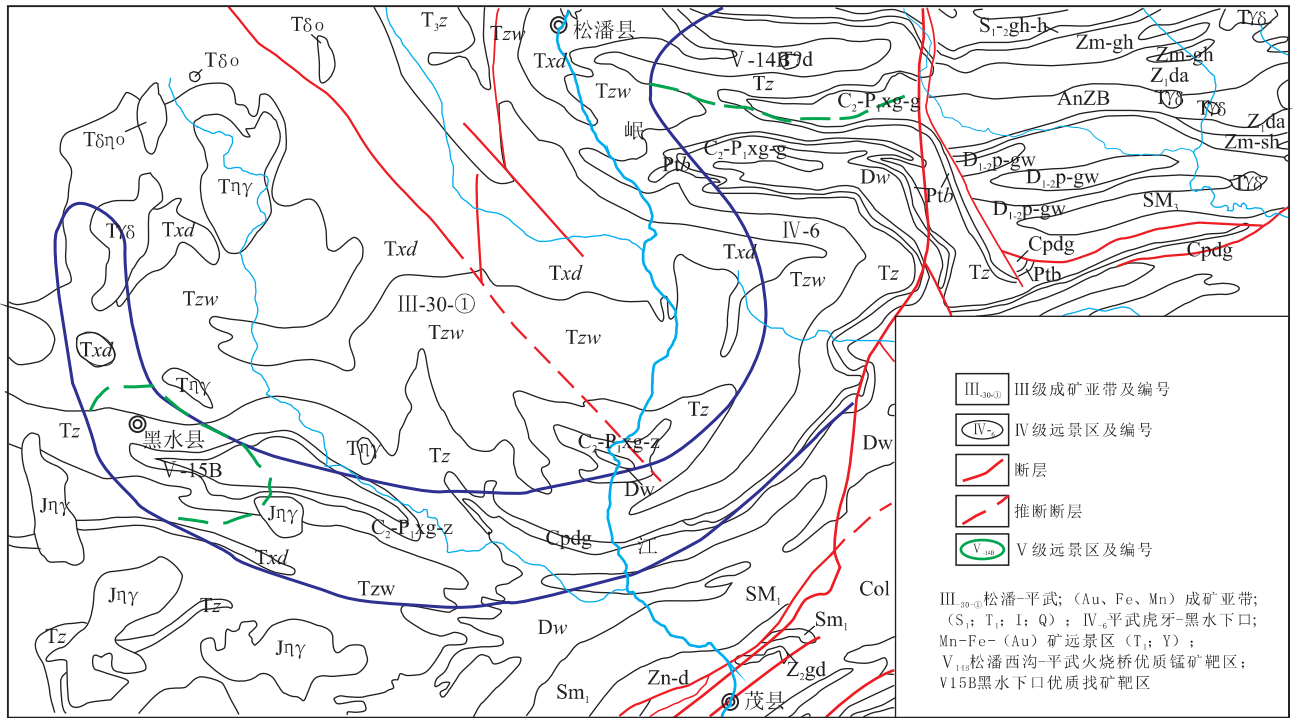 Tδο
T₃z
Tzw
松潘县
S₁₋₂gh-h
Tγδ
Tδο
Txd
V-14B
Zm-gh
Zm-gh
Tz
Z₁da
Tzw
C₂-P₁xg-g
AnZB
Tγδ
Tγδ
Z₁da
Tδηο
岷
Zm-sh
C₂-P₁xg-g
D₁₋₂p-gw
Ptb
Dw
Tηγ
D₁₋₂p-gw
Tγδ
Ptb
SM₃
D₁₋₂p-gw
Tγδ
Txd
Ⅳ-6
Txd
Txd
Cpdg
Cpdg
Txd
Tzw
Tz
Tz
Ptb
Tzw
Ⅲ-30-①
Tzw
Tzw
Txd
Tηγ
Tz
Tz
黑水县
Tηγ
Tz
C₂-P₁xg-z
Dw
V-15B
Dw
Jηγ
Jηγ
C₂-P₁xg-z
Cpdg
江
Txd
Tzw
SM₁
Col
Jηγ
Tz
Tz
Dw
Sm₁
Jηγ
Z₂gd
Zn-d
Sm₁
茂县
Ⅲ-30-① Ⅲ级成矿亚带及编号
Ⅳ-6 Ⅳ级远景区及编号
断层
推断断层
V-14B Ⅴ级远景区及编号
Ⅲ-30-①松潘-平武;（Au、Fe、Mn）成矿亚带;
（S₁; T₁; I; Q）; Ⅳ-6平武虎牙-黑水下口;
Mn-Fe-（Au）矿远景区（T₁; Y）;
V14B松潘西沟-平武火烧桥优质锰矿靶区;
V15B黑水下口优质找矿靶区